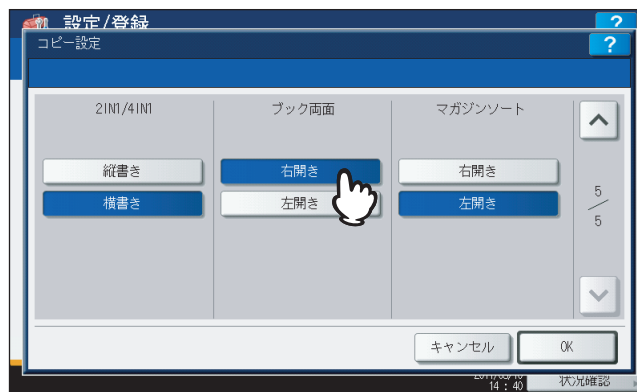 設定/登録
?
コピー設定
?
2IN1/4IN1 ブック両面 マガジンソート
縦書き 右開き 右開き
横書き 左開き 左開き
5
/
5
キャンセル OK
14:40 状況確認